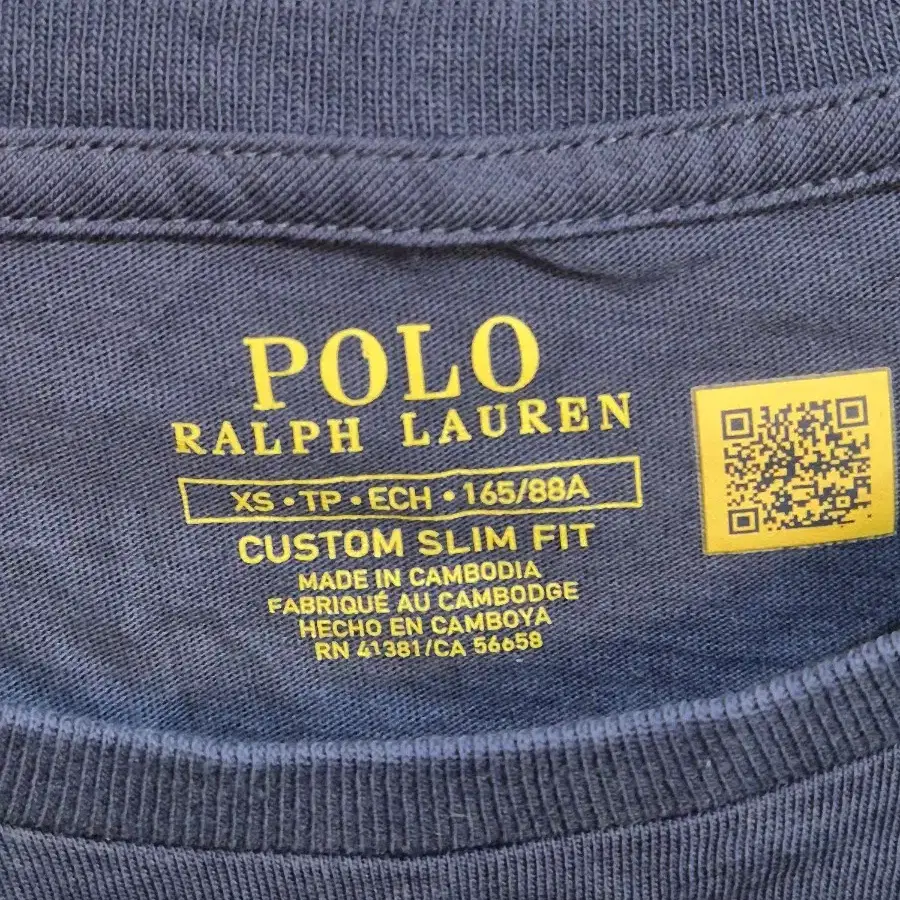 POLO
RALPH LAUREN
XS • TP • ECH • 165/88A
CUSTOM SLIM FIT
MADE IN CAMBODIA
FABRIQUÉ AU CAMBODGE
HECHO EN CAMBOYA
RN 41381/CA 56658